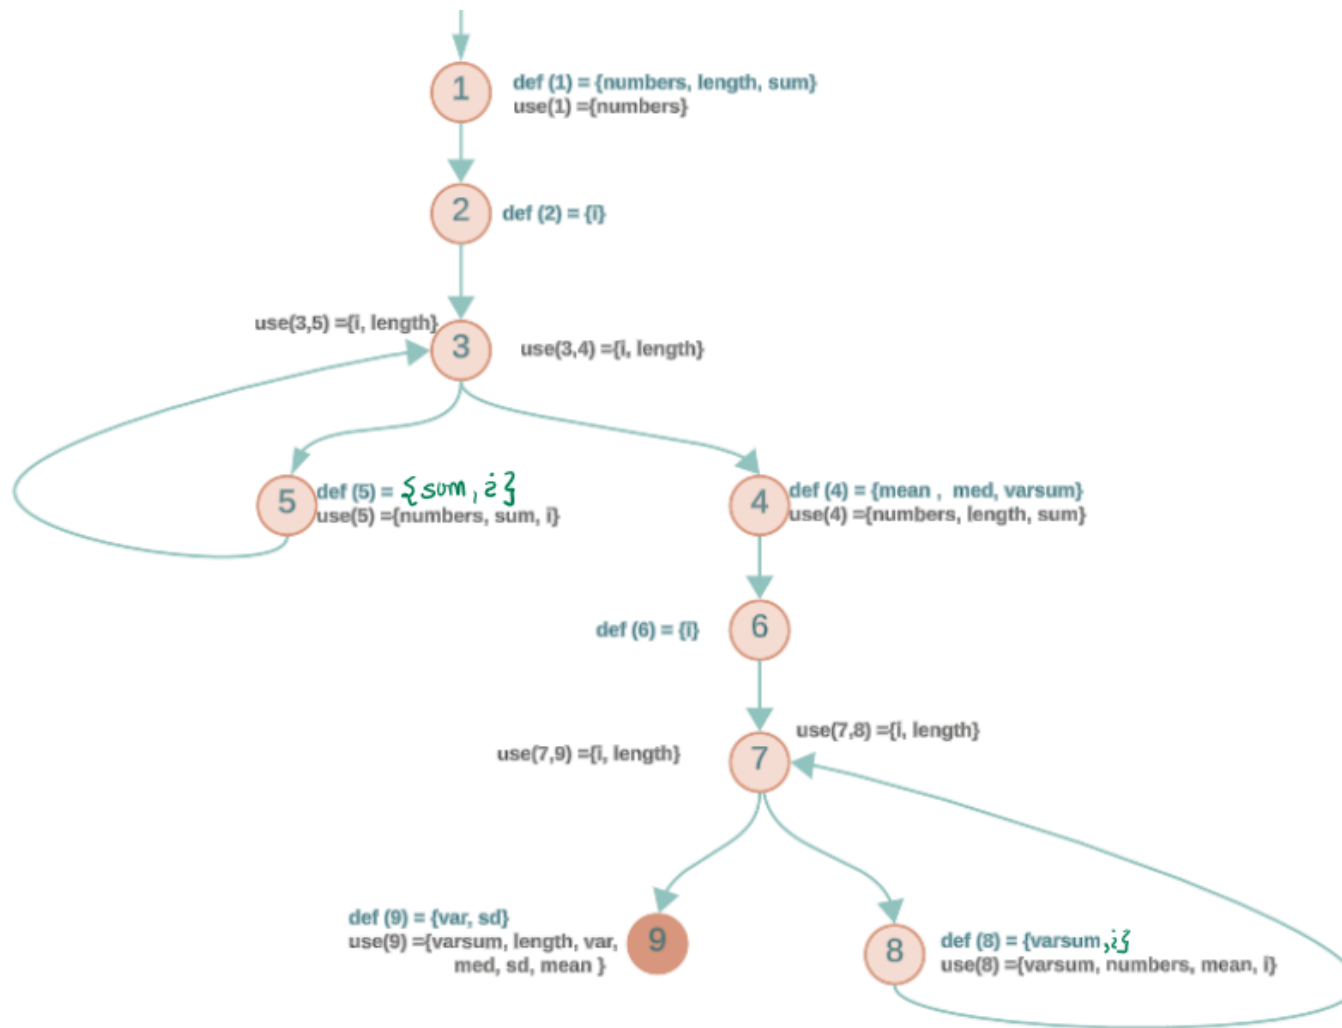 1
def (1) = {numbers, length, sum}
use(1) ={numbers}
2
def (2) = {i}
use(3,5) ={i, length}
3
use(3,4) ={i, length}
5
def (5) = {sum, i}
use(5) ={numbers, sum, i}
4
def (4) = {mean , med, varsum}
use(4) ={numbers, length, sum}
def (6) = {i}
6
use(7,8) ={i, length}
use(7,9) ={i, length}
7
def (9) = {var, sd}
use(9) ={varsum, length, var,
med, sd, mean }
9
8
def (8) = {varsum ,i}
use(8) ={varsum, numbers, mean, i}